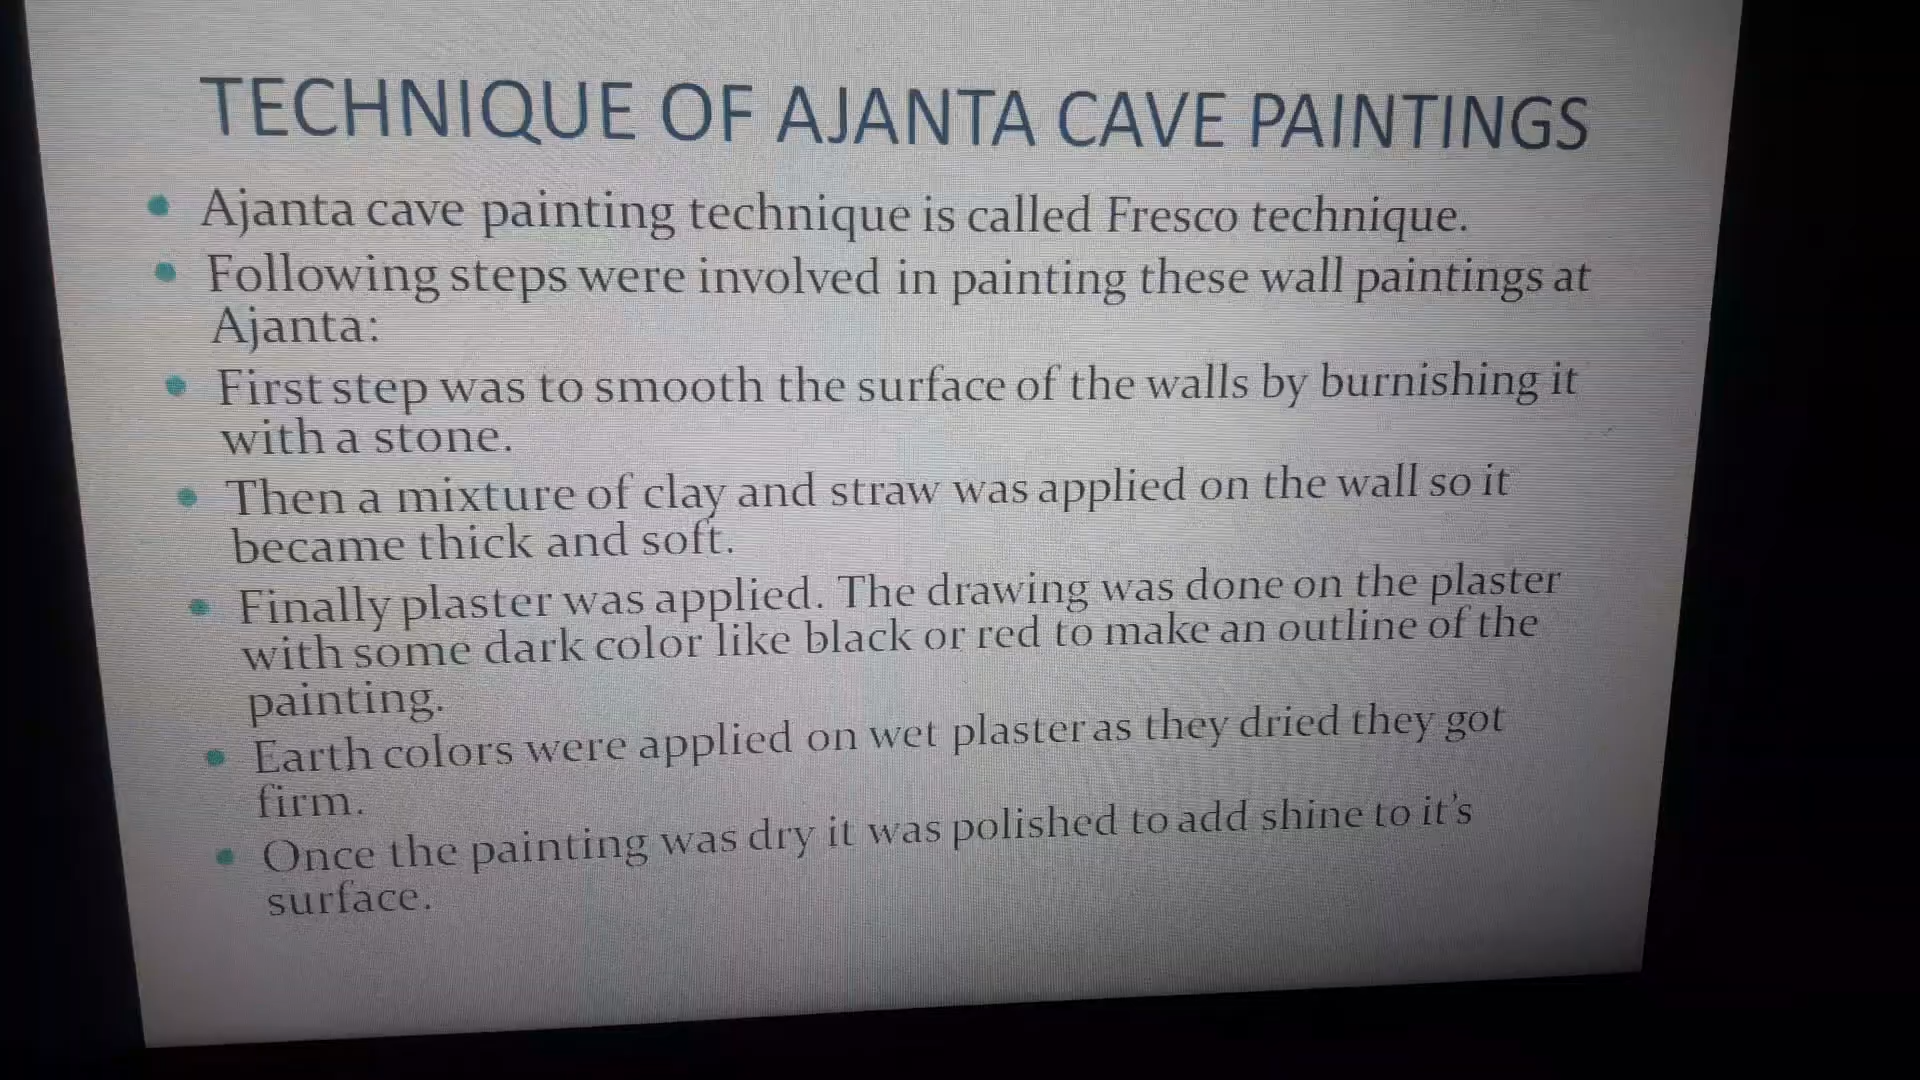 TECHNIQUE OF AJANTA CAVE PAINTINGS
• Ajanta cave painting technique is called Fresco technique.
• Following steps were involved in painting these wall paintings at
Ajanta:
• First step was to smooth the surface of the walls by burnishing it
with a stone.
• Then a mixture of clay and straw was applied on the wall so it
became thick and soft.
• Finally plaster was applied. The drawing was done on the plaster
with some dark color like black or red to make an outline of the
painting.
• Earth colors were applied on wet plaster as they dried they got
firm.
• Once the painting was dry it was polished to add shine to it's
surface.